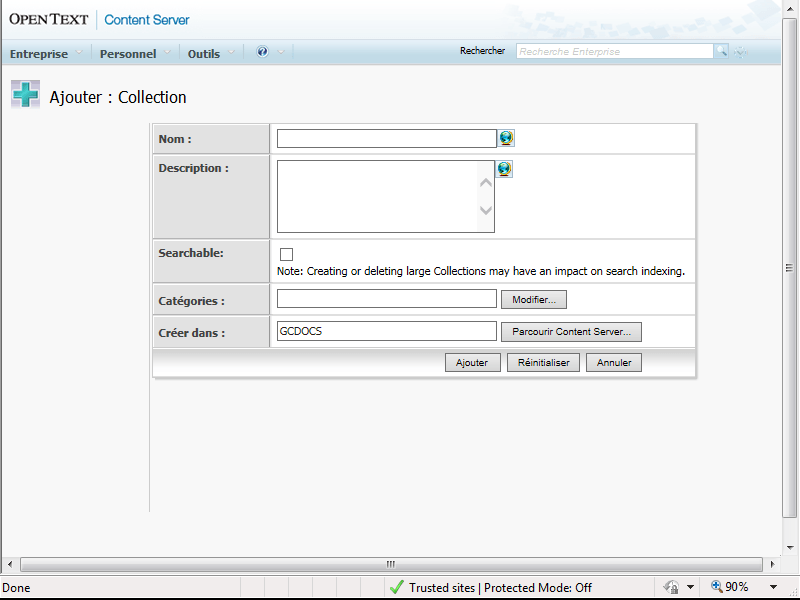 OPENTEXT | Content Server
Entreprise Personnel Outils Rechercher Recherche Enterprise
Ajouter : Collection
Nom :
Description :
Searchable:
Note: Creating or deleting large Collections may have an impact on search indexing.
Catégories : Modifier...
Créer dans : GCDOCS Parcourir Content Server...
Ajouter Réinitialiser Annuler
Done Trusted sites | Protected Mode: Off 90%